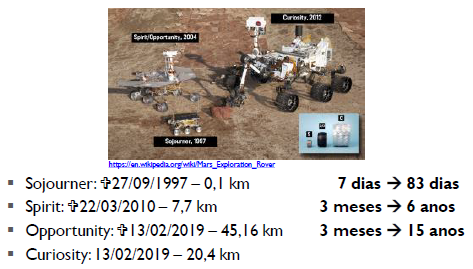 Curiosity, 2012
Spirit/Opportunity, 2004
Sojourner, 1997
S
C
https://en.wikipedia.org/wiki/Mars_Exploration_Rover
▪ Sojourner: ✞27/09/1997 – 0,1 km 7 dias → 83 dias
▪ Spirit: ✞22/03/2010 – 7,7 km 3 meses → 6 anos
▪ Opportunity: ✞13/02/2019 – 45,16 km 3 meses → 15 anos
▪ Curiosity: 13/02/2019 – 20,4 km